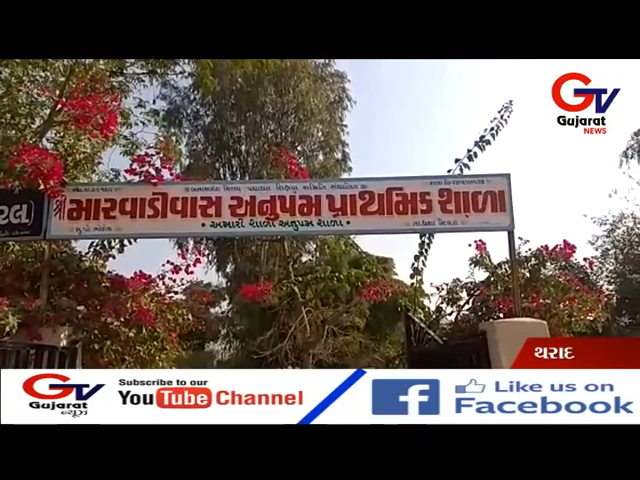 GTV
Gujarat
NEWS
શ્રી મારવાડીવાસ અનુપમ પ્રાથમિક શાળા
• અમારી શાળા અનુપમ શાળા •
થરાદ
GTV
Gujarat
ન્યૂઝ
Subscribe to our
YouTube Channel
f
Like us on
Facebook